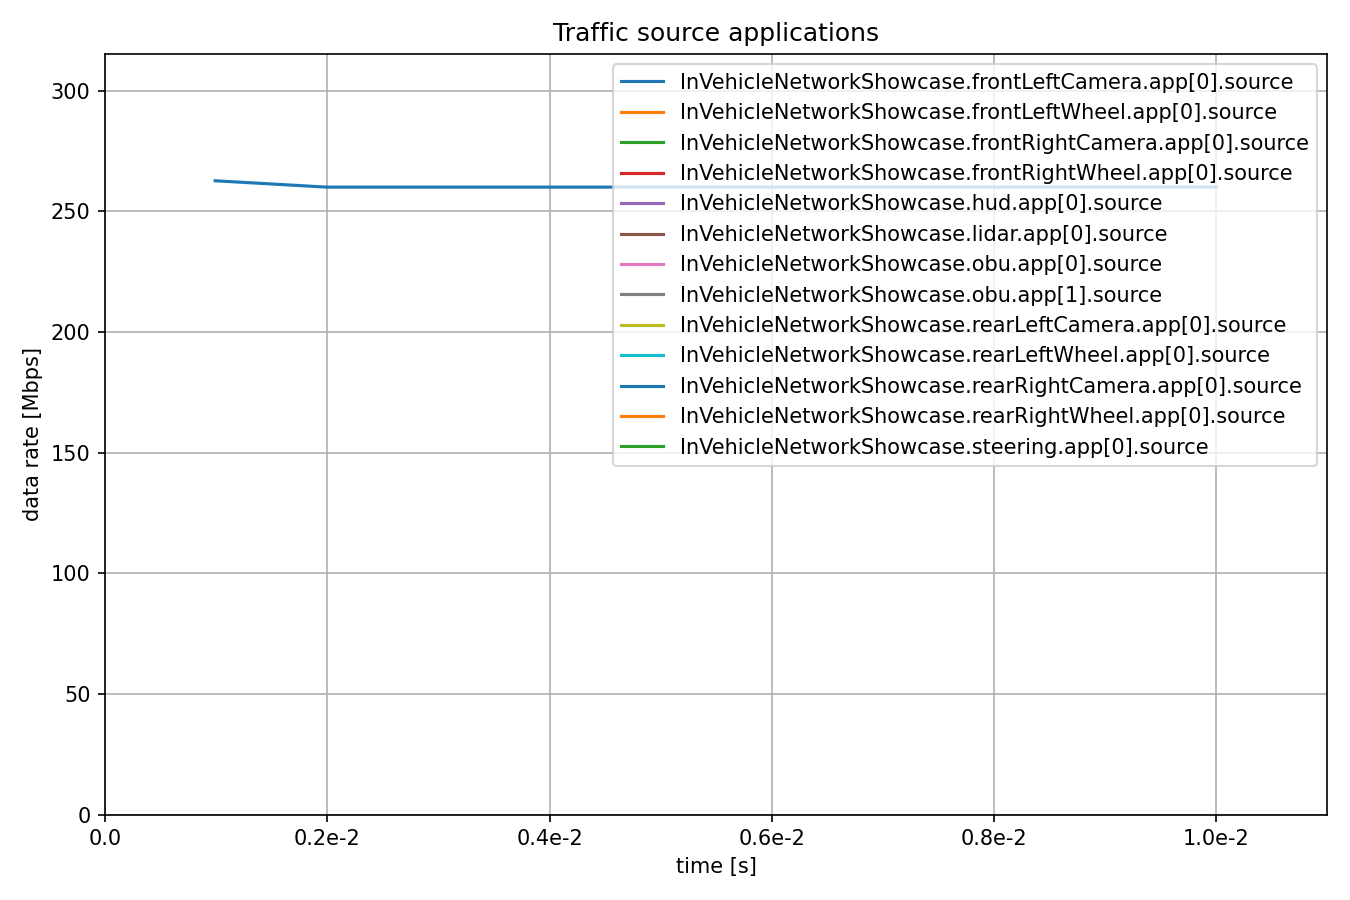 Traffic source applications
300
250
200
150
100
50
0
data rate [Mbps]
InVehicleNetworkShowcase.frontLeftCamera.app[0].source
InVehicleNetworkShowcase.frontLeftWheel.app[0].source
InVehicleNetworkShowcase.frontRightCamera.app[0].source
InVehicleNetworkShowcase.frontRightWheel.app[0].source
InVehicleNetworkShowcase.hud.app[0].source
InVehicleNetworkShowcase.lidar.app[0].source
InVehicleNetworkShowcase.obu.app[0].source
InVehicleNetworkShowcase.obu.app[1].source
InVehicleNetworkShowcase.rearLeftCamera.app[0].source
InVehicleNetworkShowcase.rearLeftWheel.app[0].source
InVehicleNetworkShowcase.rearRightCamera.app[0].source
InVehicleNetworkShowcase.rearRightWheel.app[0].source
InVehicleNetworkShowcase.steering.app[0].source
0.0 0.2e-2 0.4e-2 0.6e-2 0.8e-2 1.0e-2
time [s]